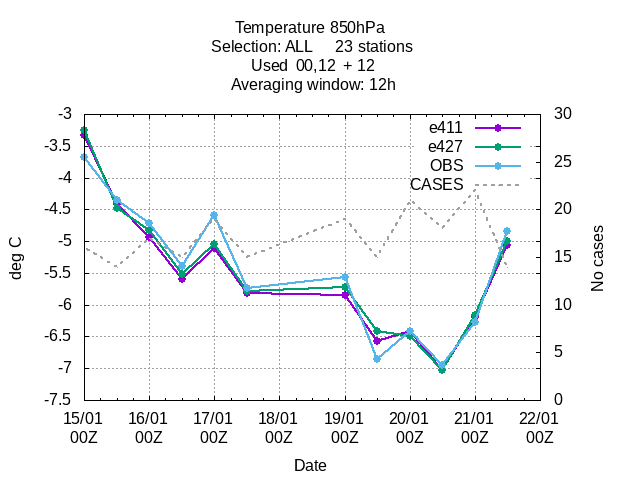 Temperature 850hPa
Selection: ALL     23 stations
Used  00,12  + 12
Averaging window: 12h
-3
-3.5
-4
-4.5
-5
-5.5
-6
-6.5
-7
-7.5
deg C
30
25
20
15
10
5
0
No cases
e411
e427
OBS
CASES
15/01 16/01 17/01 18/01 19/01 20/01 21/01 22/01
00Z 00Z 00Z 00Z 00Z 00Z 00Z 00Z
Date